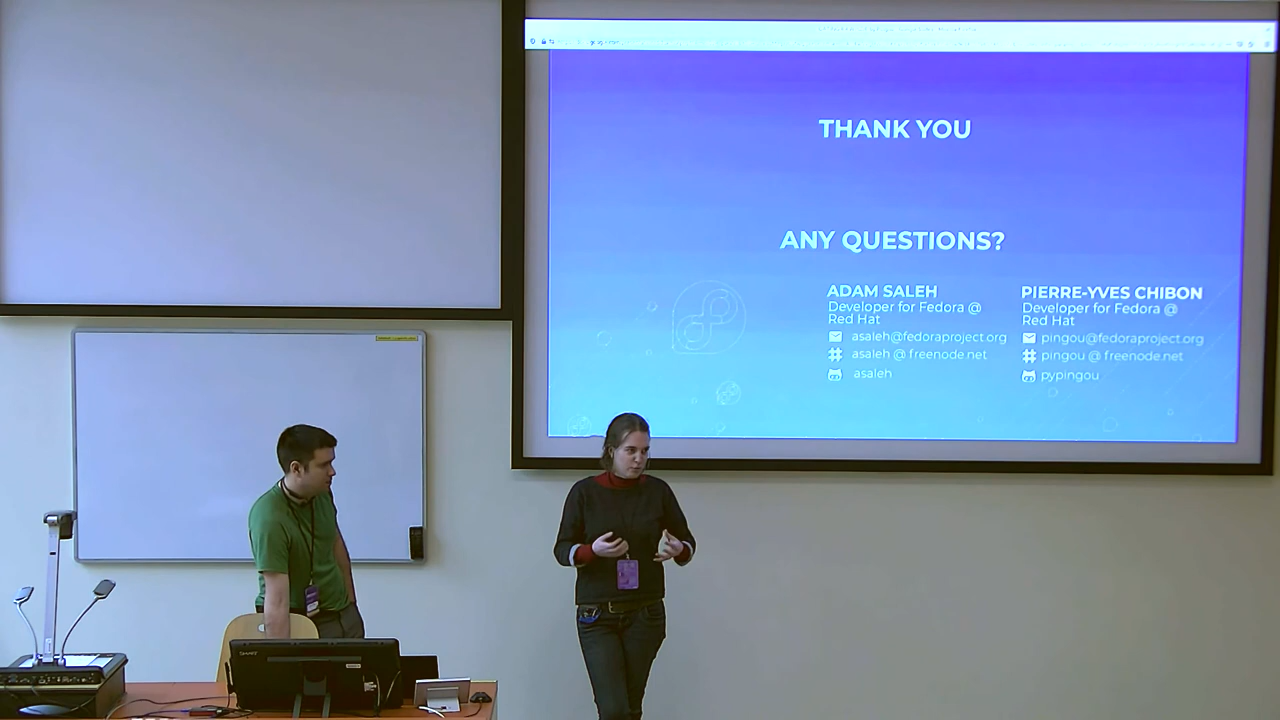 THANK YOU
ANY QUESTIONS?
ADAM SALEH
Developer for Fedora @
Red Hat
asaleh@fedoraproject.org
asaleh @ freenode.net
asaleh
PIERRE-YVES CHIBON
Developer for Fedora @
Red Hat
pingou@fedoraproject.org
pingou @ freenode.net
pypingou